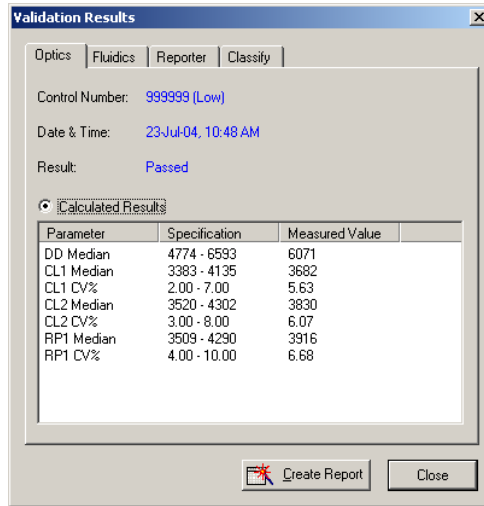 Validation Results
Optics Fluidics Reporter Classify
Control Number: 999999 (Low)
Date & Time: 23-Jul-04, 10:48 AM
Result: Passed
Calculated Results
Parameter Specification Measured Value
DD Median 4774 - 6593 6071
CL1 Median 3383 - 4135 3682
CL1 CV% 2.00 - 7.00 5.63
CL2 Median 3520 - 4302 3830
CL2 CV% 3.00 - 8.00 6.07
RP1 Median 3509 - 4290 3916
RP1 CV% 4.00 - 10.00 6.68
Create Report Close